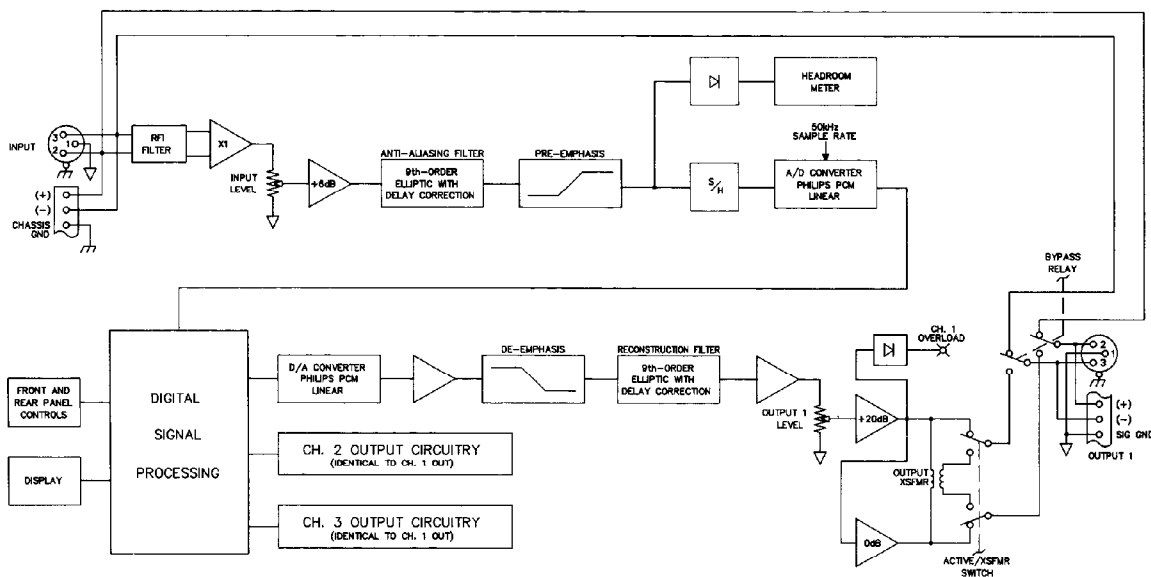 INPUT
3
1
2
(+)
(-)
CHASSIS
GND
RFI
FILTER
X1
INPUT
LEVEL
+6dB
ANTI-ALIASING FILTER
9th-ORDER
ELLIPTIC WITH
DELAY CORRECTION
PRE-EMPHASIS
HEADROOM
METER
50kHz
SAMPLE RATE
S/H
A/D CONVERTER
PHILIPS PCM
LINEAR
BYPASS
RELAY
FRONT AND
REAR PANEL
CONTROLS
DISPLAY
DIGITAL
SIGNAL
PROCESSING
D/A CONVERTER
PHILIPS PCM
LINEAR
DE-EMPHASIS
RECONSTRUCTION FILTER
9th-ORDER
ELLIPTIC WITH
DELAY CORRECTION
OUTPUT 1
LEVEL
CH. 1
OVERLOAD
+20dB
0dB
OUTPUT
XSFMR
ACTIVE/XSFMR
SWITCH
2
1
3
(+)
(-)
SIG GND
OUTPUT 1
CH. 2 OUTPUT CIRCUITRY
(IDENTICAL TO CH. 1 OUT)
CH. 3 OUTPUT CIRCUITRY
(IDENTICAL TO CH. 1 OUT)